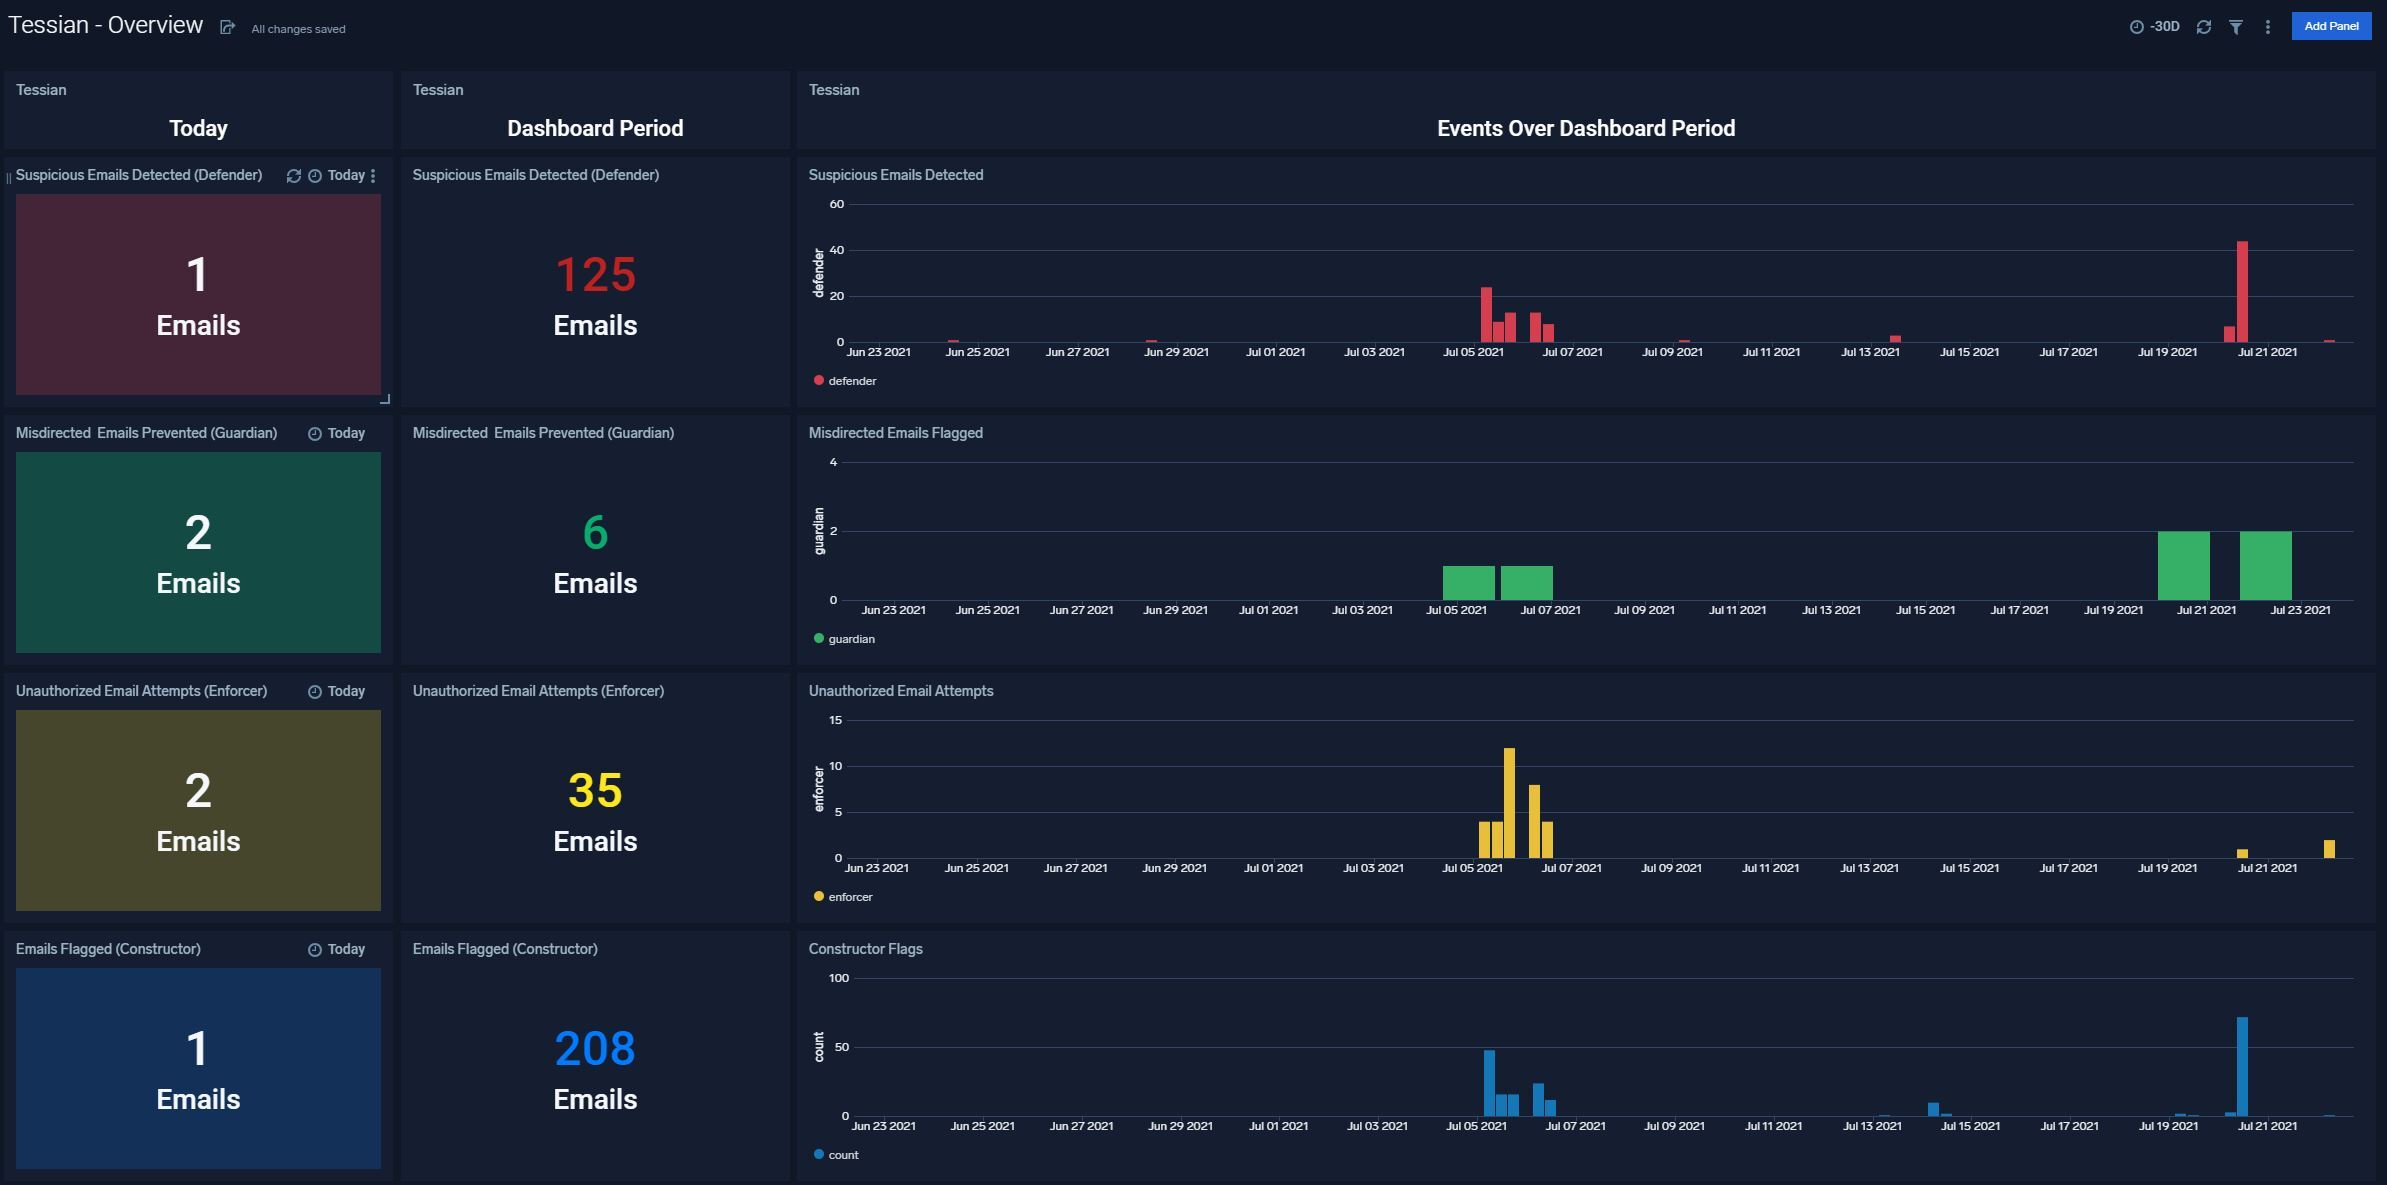 Tessian - Overview
All changes saved
-30D
Add Panel
Tessian
Today
Tessian
Dashboard Period
Tessian
Events Over Dashboard Period
Suspicious Emails Detected (Defender)
Today
1
Emails
Suspicious Emails Detected (Defender)
125
Emails
Suspicious Emails Detected
60
40
20
0
defender
Jun 23 2021 Jun 25 2021 Jun 27 2021 Jun 29 2021 Jul 01 2021 Jul 03 2021 Jul 05 2021 Jul 07 2021 Jul 09 2021 Jul 11 2021 Jul 13 2021 Jul 15 2021 Jul 17 2021 Jul 19 2021 Jul 21 2021
defender
Misdirected Emails Prevented (Guardian)
Today
2
Emails
Misdirected Emails Prevented (Guardian)
6
Emails
Misdirected Emails Flagged
4
2
0
guardian
Jun 23 2021 Jun 25 2021 Jun 27 2021 Jun 29 2021 Jul 01 2021 Jul 03 2021 Jul 05 2021 Jul 07 2021 Jul 09 2021 Jul 11 2021 Jul 13 2021 Jul 15 2021 Jul 17 2021 Jul 19 2021 Jul 21 2021 Jul 23 2021
guardian
Unauthorized Email Attempts (Enforcer)
Today
2
Emails
Unauthorized Email Attempts (Enforcer)
35
Emails
Unauthorized Email Attempts
15
10
5
0
enforcer
Jun 23 2021 Jun 25 2021 Jun 27 2021 Jun 29 2021 Jul 01 2021 Jul 03 2021 Jul 05 2021 Jul 07 2021 Jul 09 2021 Jul 11 2021 Jul 13 2021 Jul 15 2021 Jul 17 2021 Jul 19 2021 Jul 21 2021
enforcer
Emails Flagged (Constructor)
Today
1
Emails
Emails Flagged (Constructor)
208
Emails
Constructor Flags
100
50
0
count
Jun 23 2021 Jun 25 2021 Jun 27 2021 Jun 29 2021 Jul 01 2021 Jul 03 2021 Jul 05 2021 Jul 07 2021 Jul 09 2021 Jul 11 2021 Jul 13 2021 Jul 15 2021 Jul 17 2021 Jul 19 2021 Jul 21 2021
count